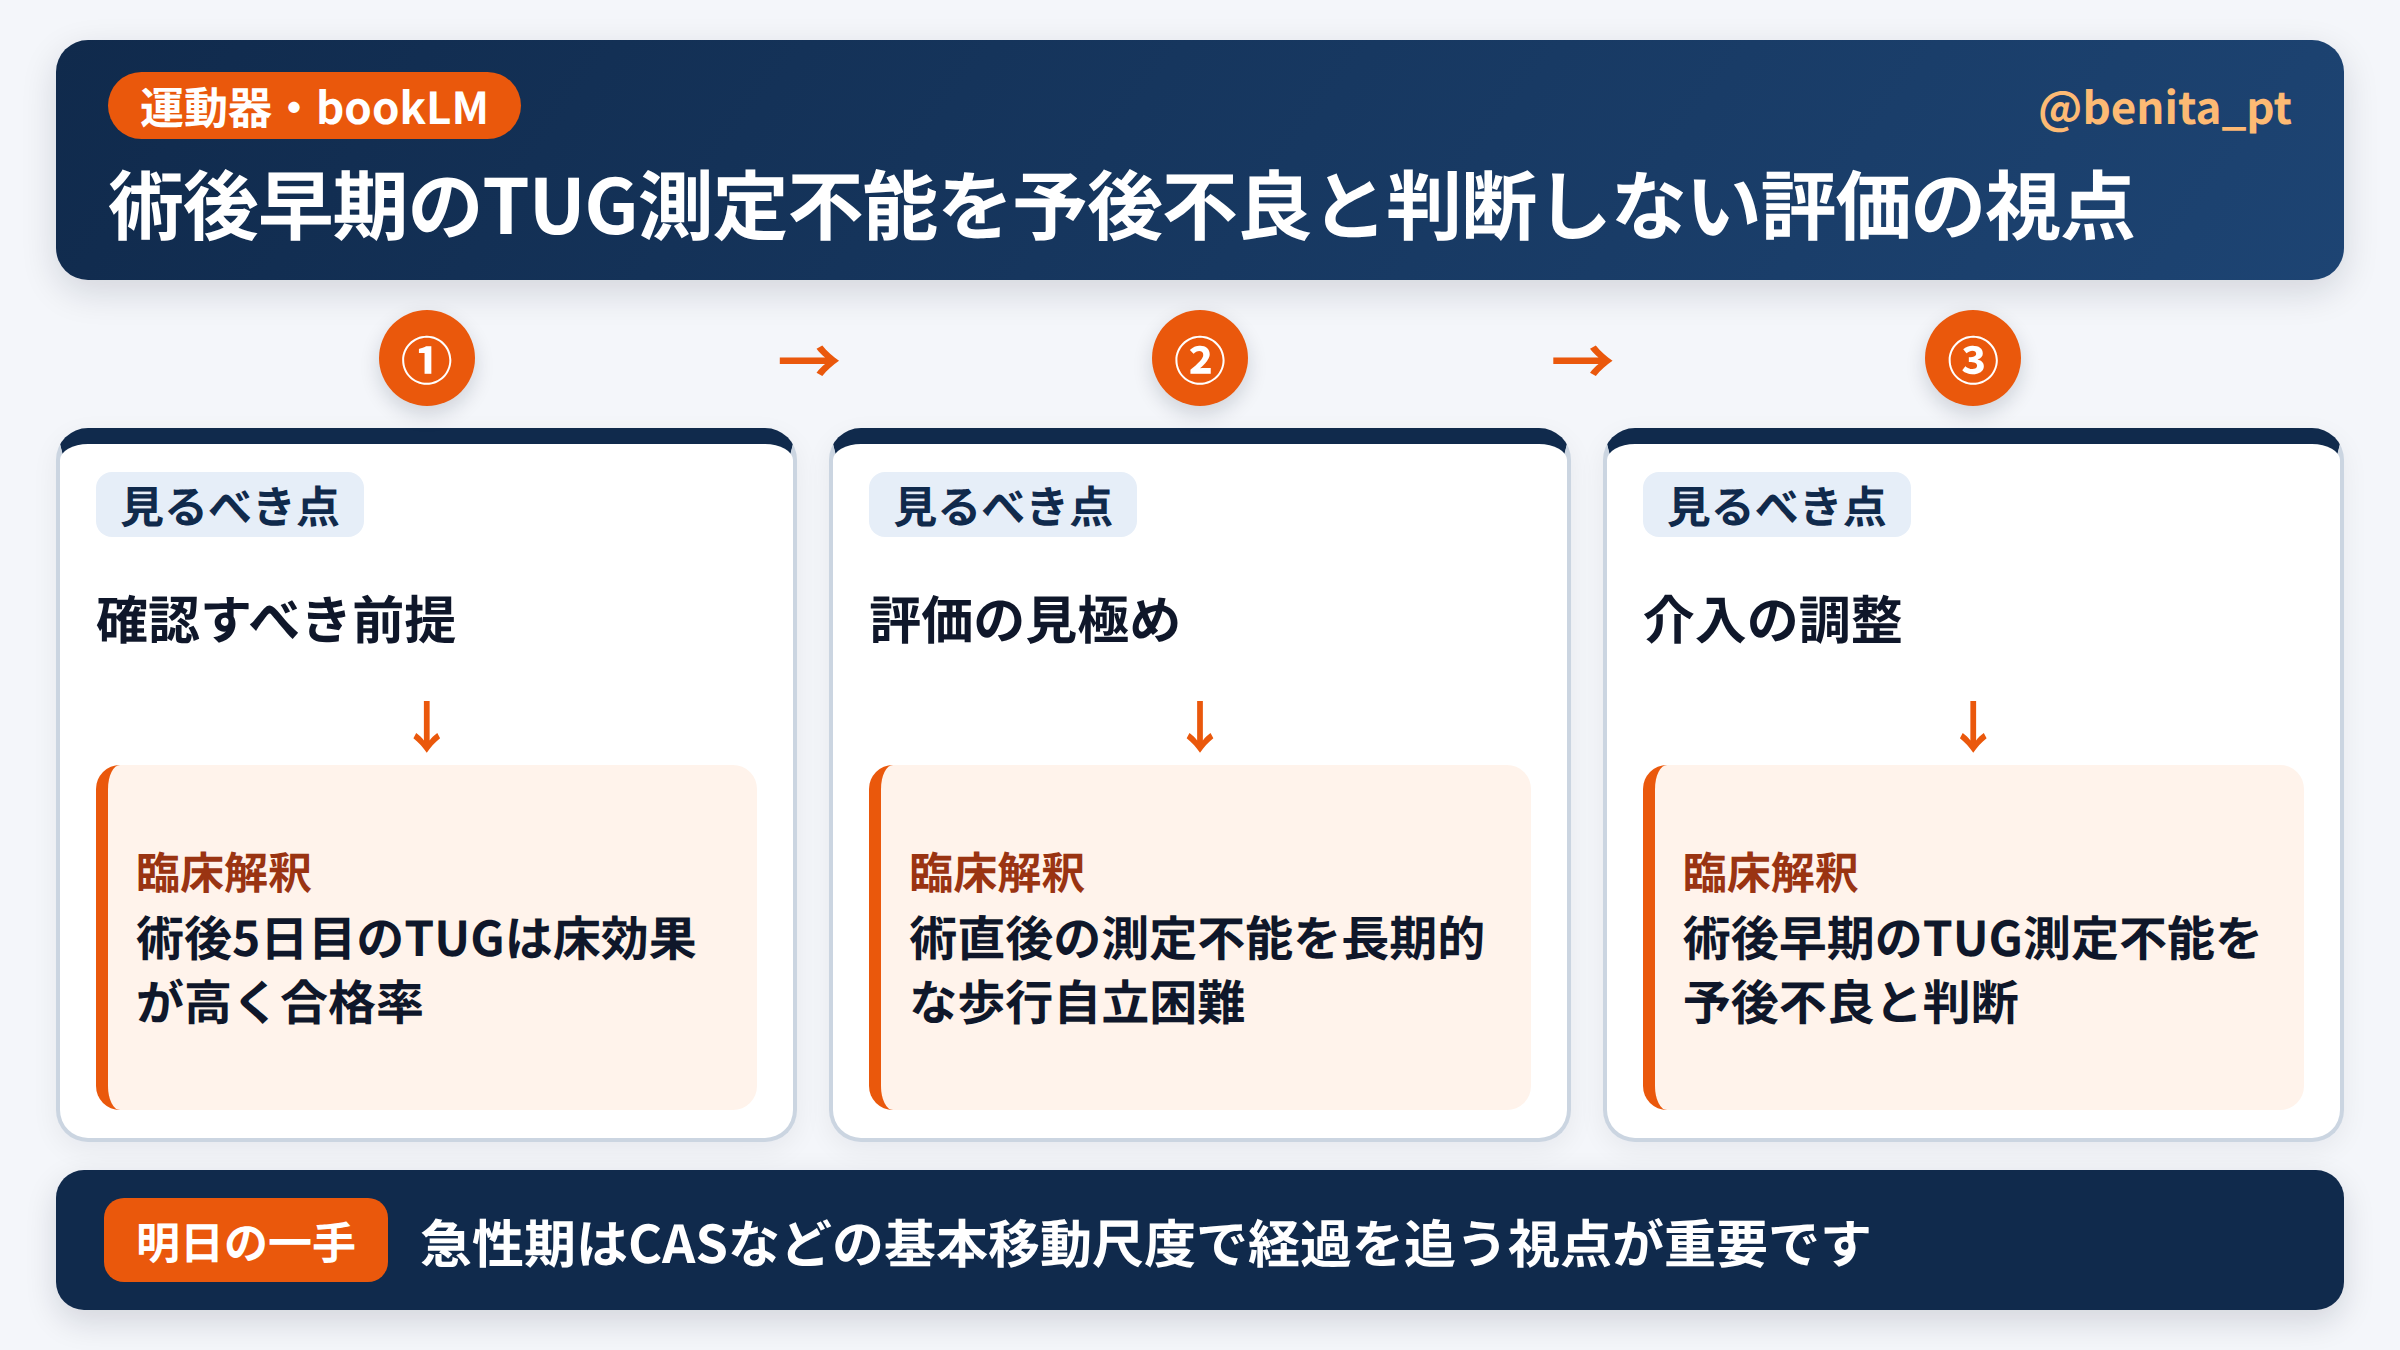 運動器・bookLM
@benita_pt
術後早期のTUG測定不能を予後不良と判断しない評価の視点
①
→
②
→
③
見るべき点
確認すべき前提
↓
臨床解釈
術後5日目のTUGは床効果
が高く合格率
見るべき点
評価の見極め
↓
臨床解釈
術直後の測定不能を長期的
な歩行自立困難
見るべき点
介入の調整
↓
臨床解釈
術後早期のTUG測定不能を
予後不良と判断
明日の一手
急性期はCASなどの基本移動尺度で経過を追う視点が重要です